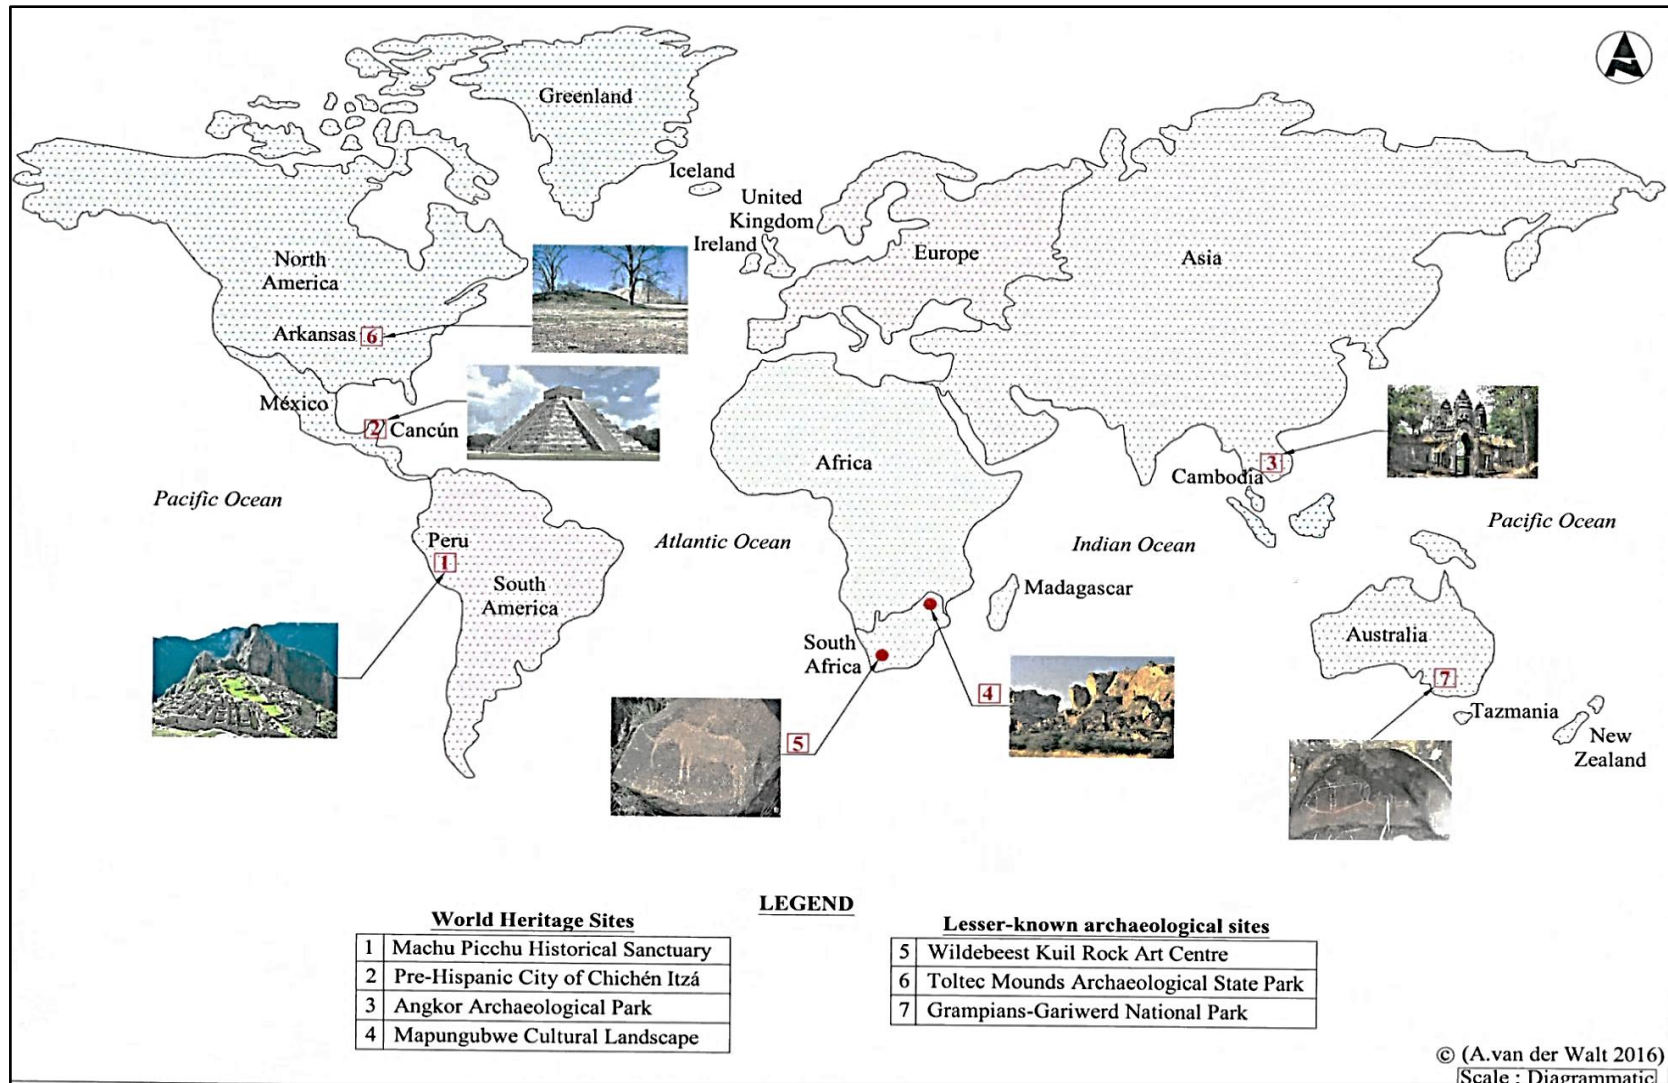 Greenland
Iceland
United
Kingdom
Ireland
Europe
Asia
North
America
Arkansas 6
México
2 Cancún
Africa
3
Cambodia
Pacific Ocean
Pacific Ocean
Atlantic Ocean
Indian Ocean
Peru
1
South
America
Madagascar
South
Africa
Australia
7
4
5
Tazmania
New
Zealand
LEGEND
World Heritage Sites
1 Machu Picchu Historical Sanctuary
2 Pre-Hispanic City of Chichén Itzá
3 Angkor Archaeological Park
4 Mapungubwe Cultural Landscape
Lesser-known archaeological sites
5 Wildebeest Kuil Rock Art Centre
6 Toltec Mounds Archaeological State Park
7 Grampians-Gariwerd National Park
© (A.van der Walt 2016)
Scale : Diagrammatic